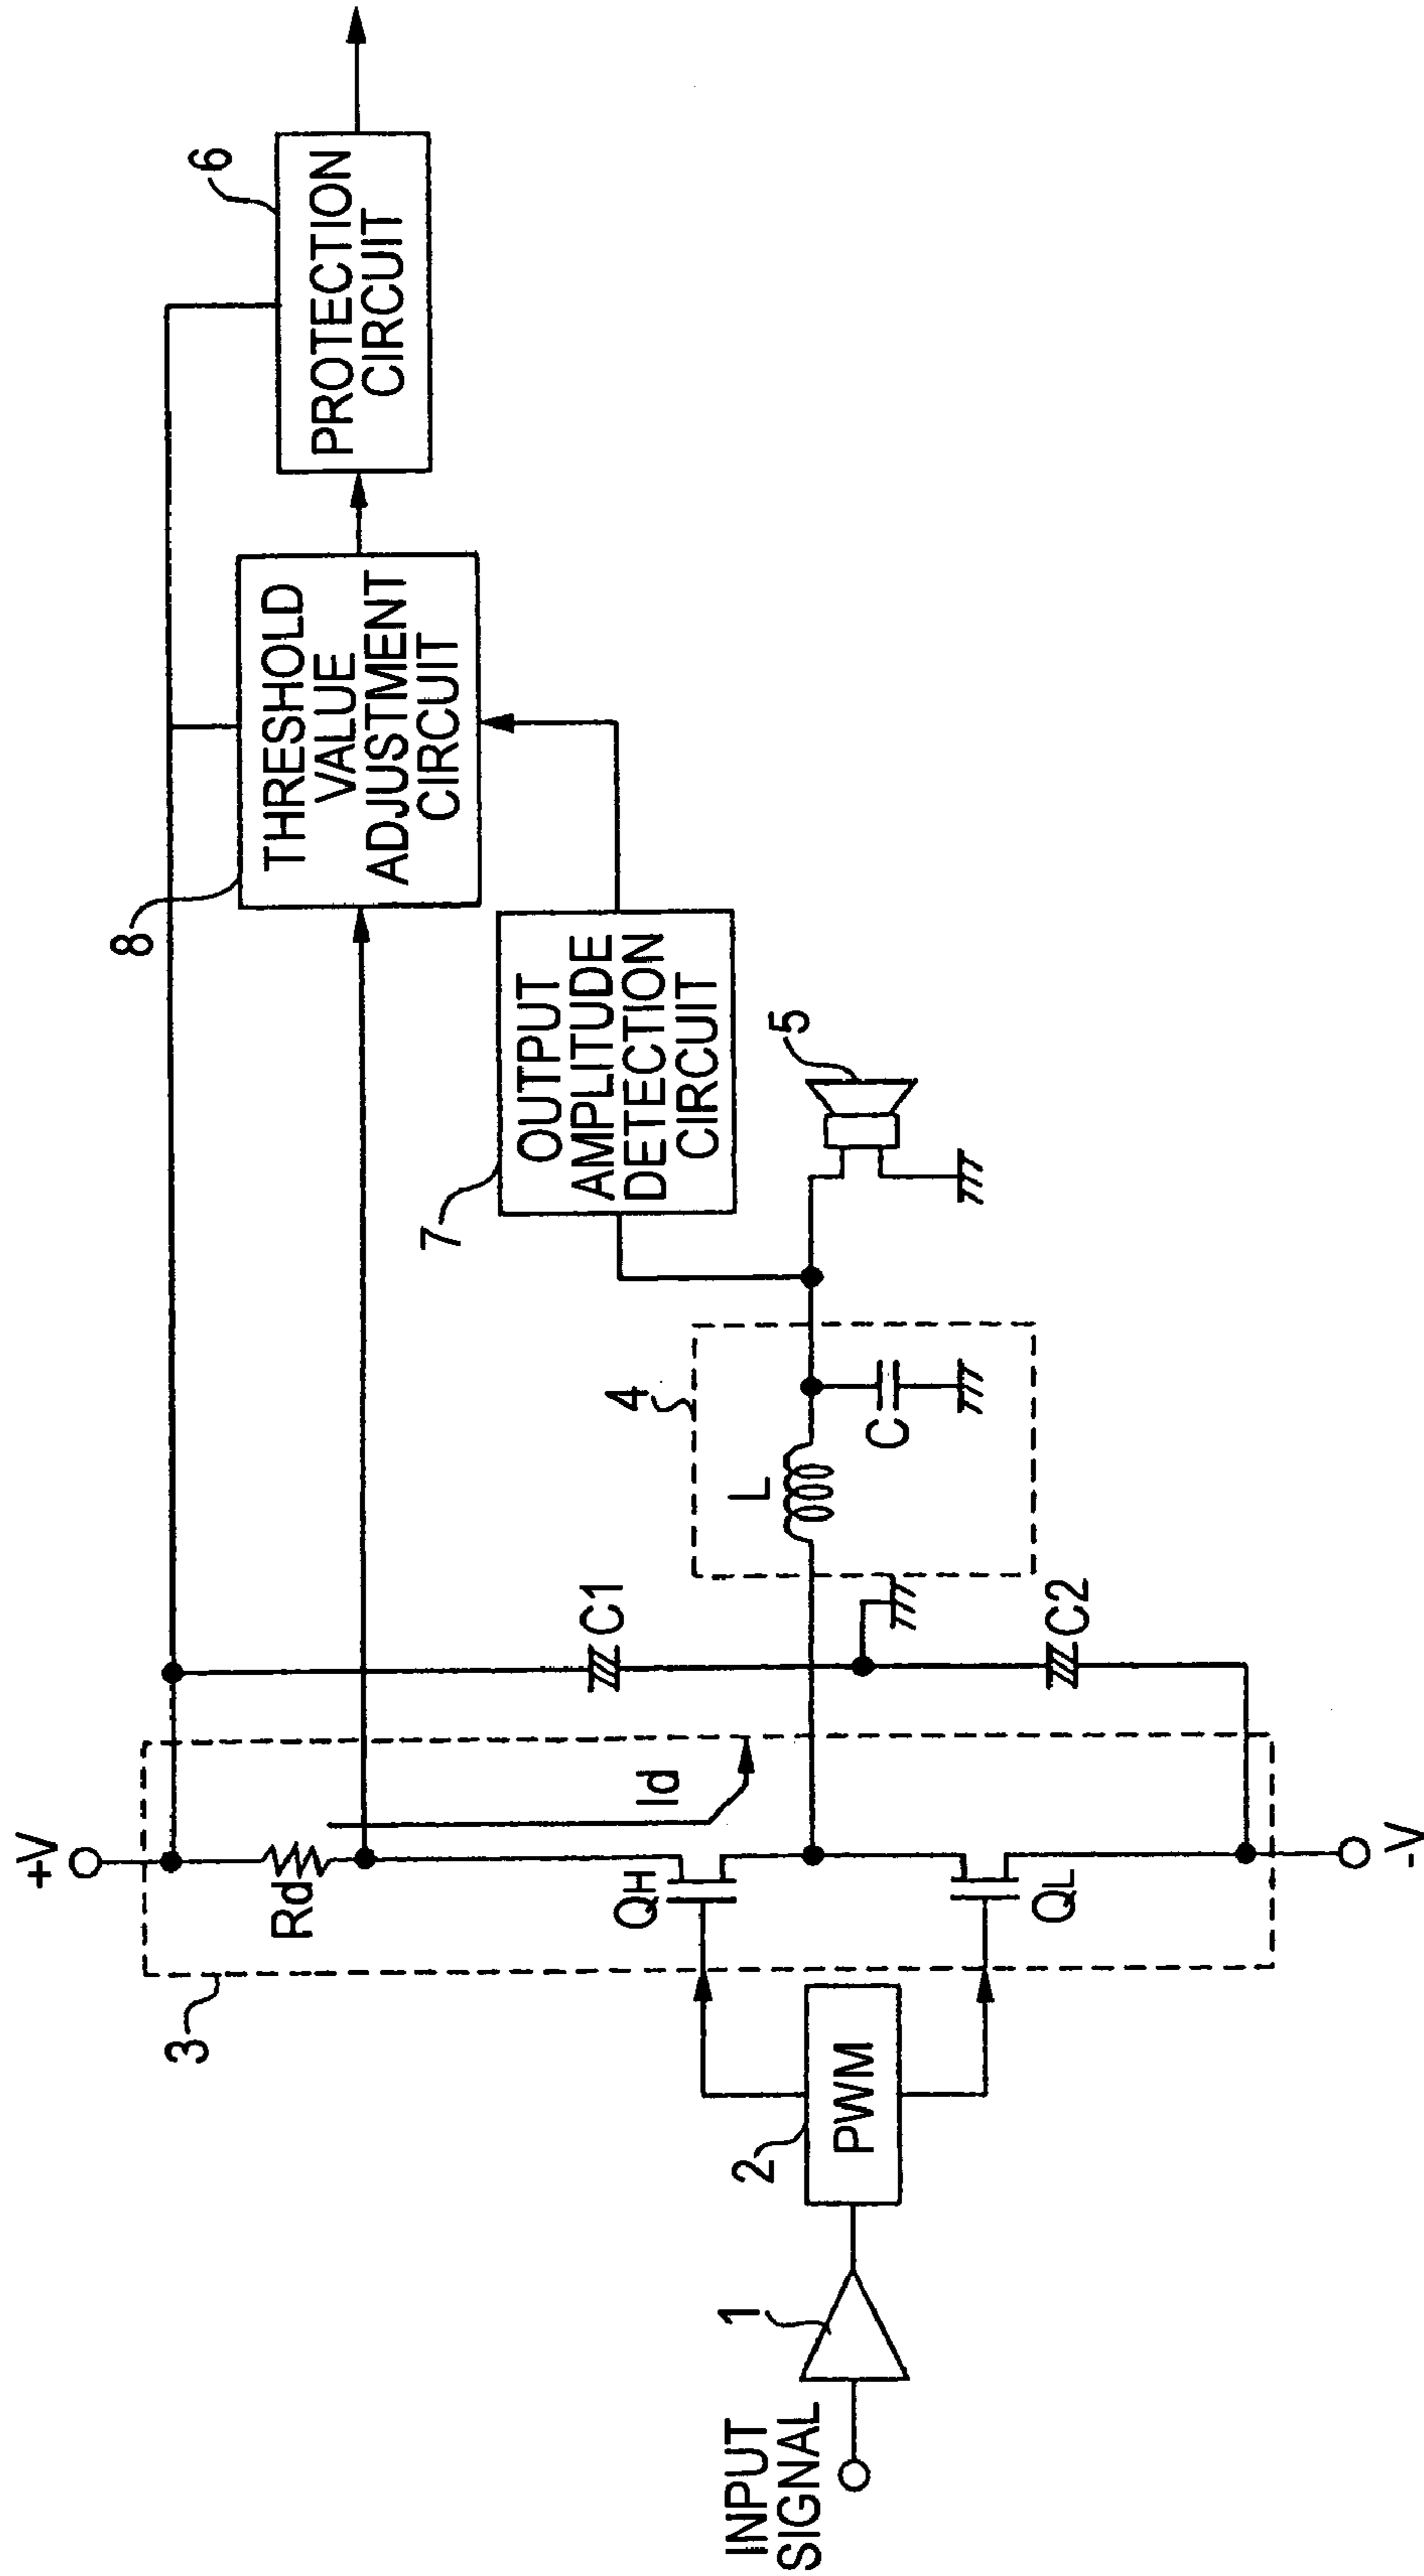 INPUT
SIGNAL
1
2
PWM
3
+V
Rd
Id
QH
QL
-V
C1
C2
4
L
C
5
7
OUTPUT
AMPLITUDE
DETECTION
CIRCUIT
8
THRESHOLD
VALUE
ADJUSTMENT
CIRCUIT
6
PROTECTION
CIRCUIT